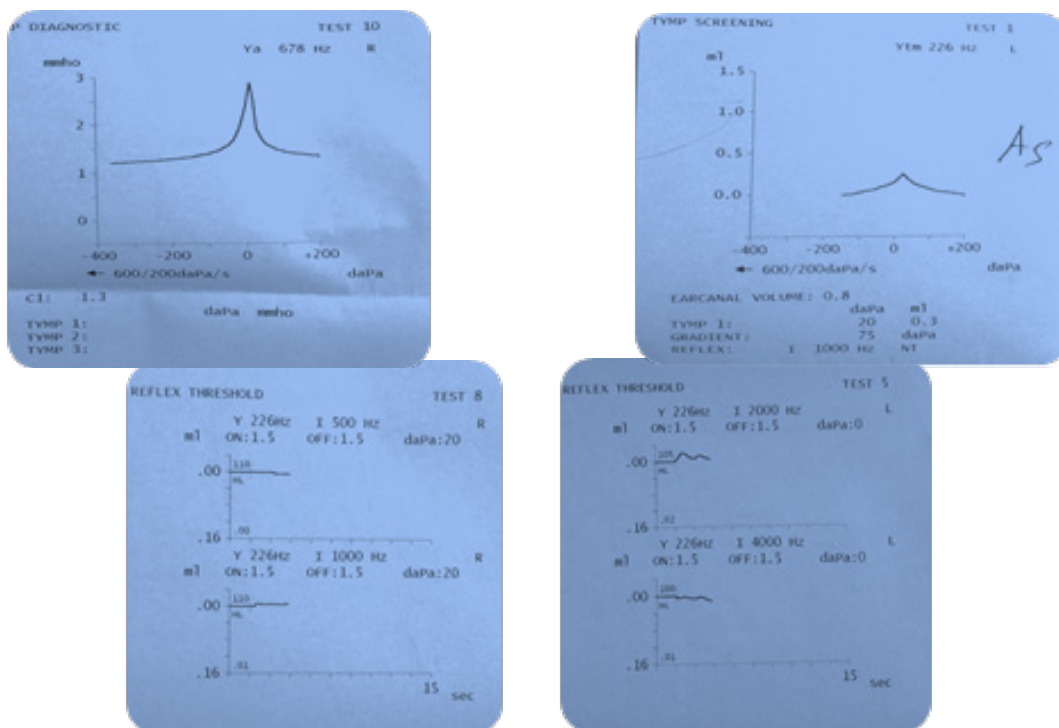 P DIAGNOSTIC TEST 10
Ya 678 Hz R
mmho
3
2
1
0
-400 -200 0 +200
← 600/200daPa/s daPa
C1: 1.3
daPa mmho
TYMP 1:
TYMP 2:
TYMP 3:
TYMP SCREENING TEST 1
Ytm 226 Hz L
ml
1.5
1.0
0.5
0.0
As
-400 -200 0 +200
← 600/200daPa/s daPa
EARCANAL VOLUME: 0.8
daPa ml
TYMP 1: 20 0.3
GRADIENT: 75 daPa
REFLEX: I 1000 Hz NT
REFLEX THRESHOLD TEST 8
Y 226Hz I 500 Hz R
ml ON:1.5 OFF:1.5 daPa:20
110
.00
HL
.16 .00
Y 226Hz I 1000 Hz R
ml ON:1.5 OFF:1.5 daPa:20
110
.00
HL
.16 .01
15 sec
REFLEX THRESHOLD TEST 5
Y 226Hz I 2000 Hz L
ml ON:1.5 OFF:1.5 daPa:0
105
.00
HL
.16 .02
Y 226Hz I 4000 Hz L
ml ON:1.5 OFF:1.5 daPa:0
100
.00
HL
.16 .01
15 sec